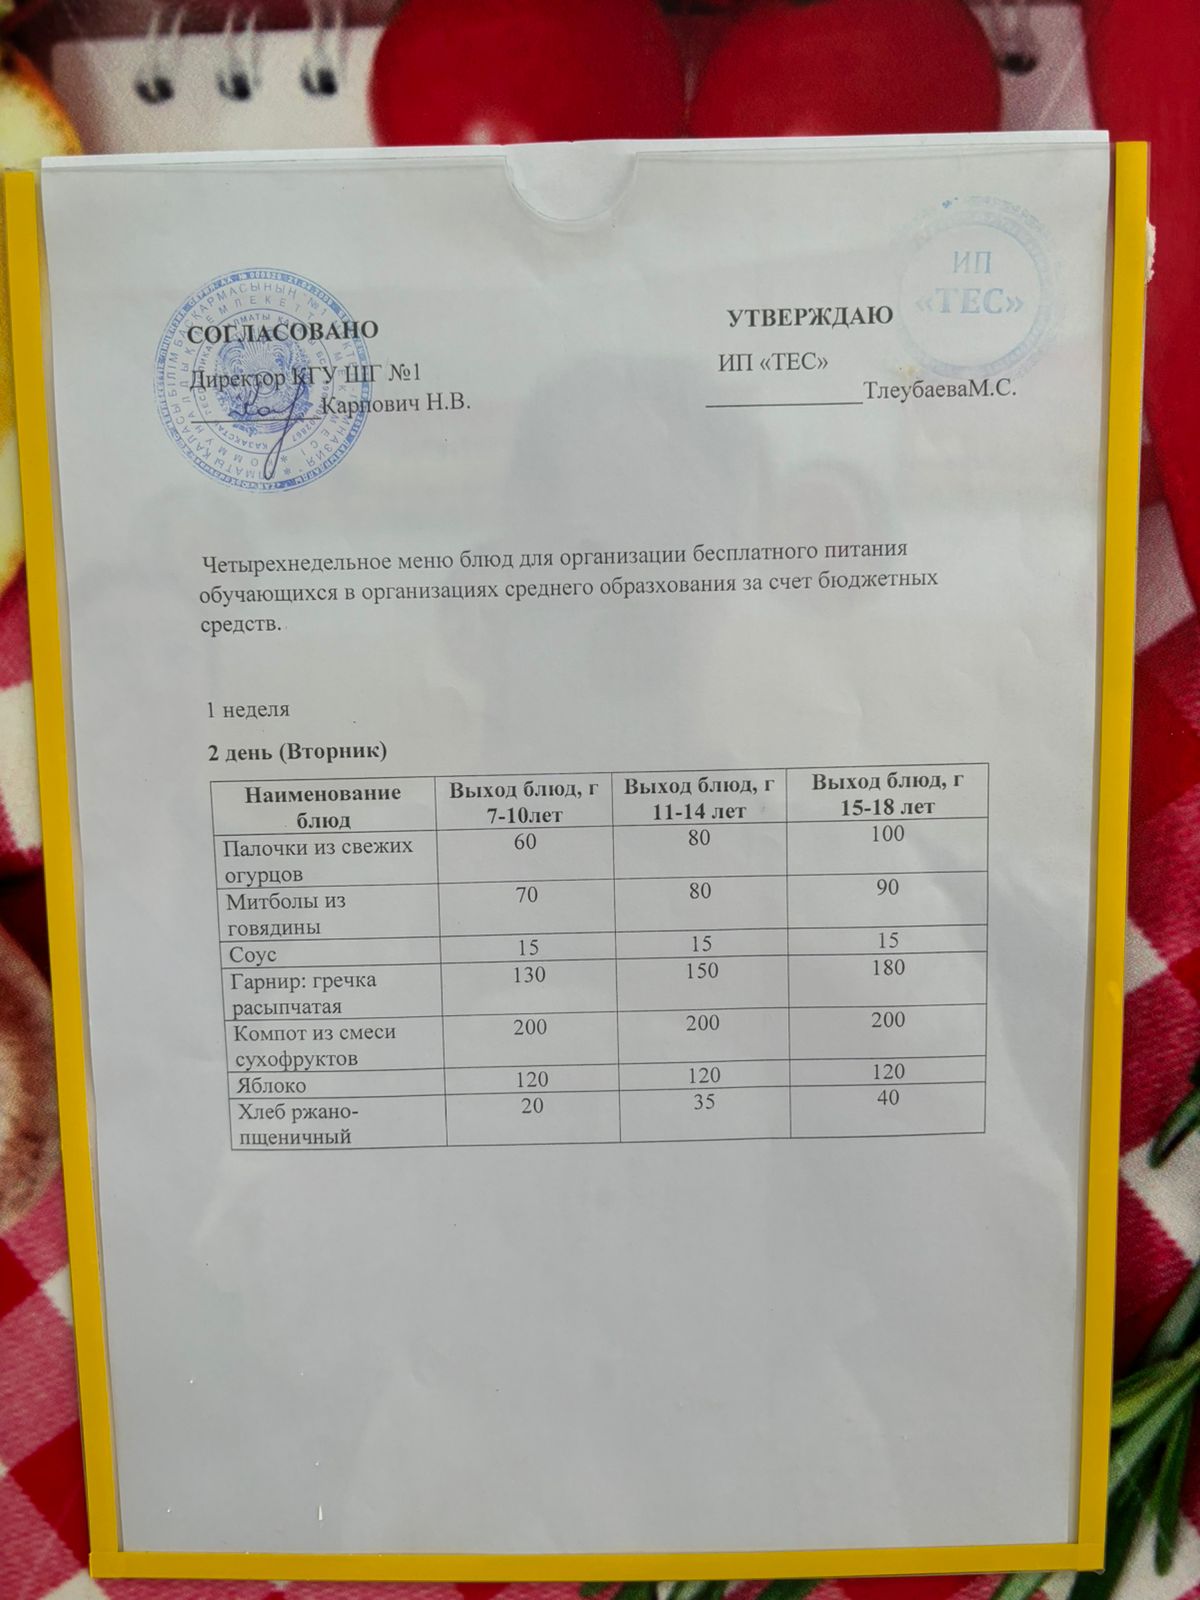 ИП
«ТЕС»
СОГЛАСОВАНО
Директор КГУ ШГ №1
Карпович Н.В.
УТВЕРЖДАЮ
ИП «ТЕС»
ТлеубаеваМ.С.
Четырехнедельное меню блюд для организации бесплатного питания
обучающихся в организациях среднего образхования за счет бюджетных
средств.
1 неделя
2 день (Вторник)
Наименование блюд Выход блюд, г 7-10лет Выход блюд, г 11-14 лет Выход блюд, г 15-18 лет
Палочки из свежих огурцов 60 80 100
Митболы из говядины 70 80 90
Соус 15 15 15
Гарнир: гречка расыпчатая 130 150 180
Компот из смеси сухофруктов 200 200 200
Яблоко 120 120 120
Хлеб ржано-пщеничный 20 35 40